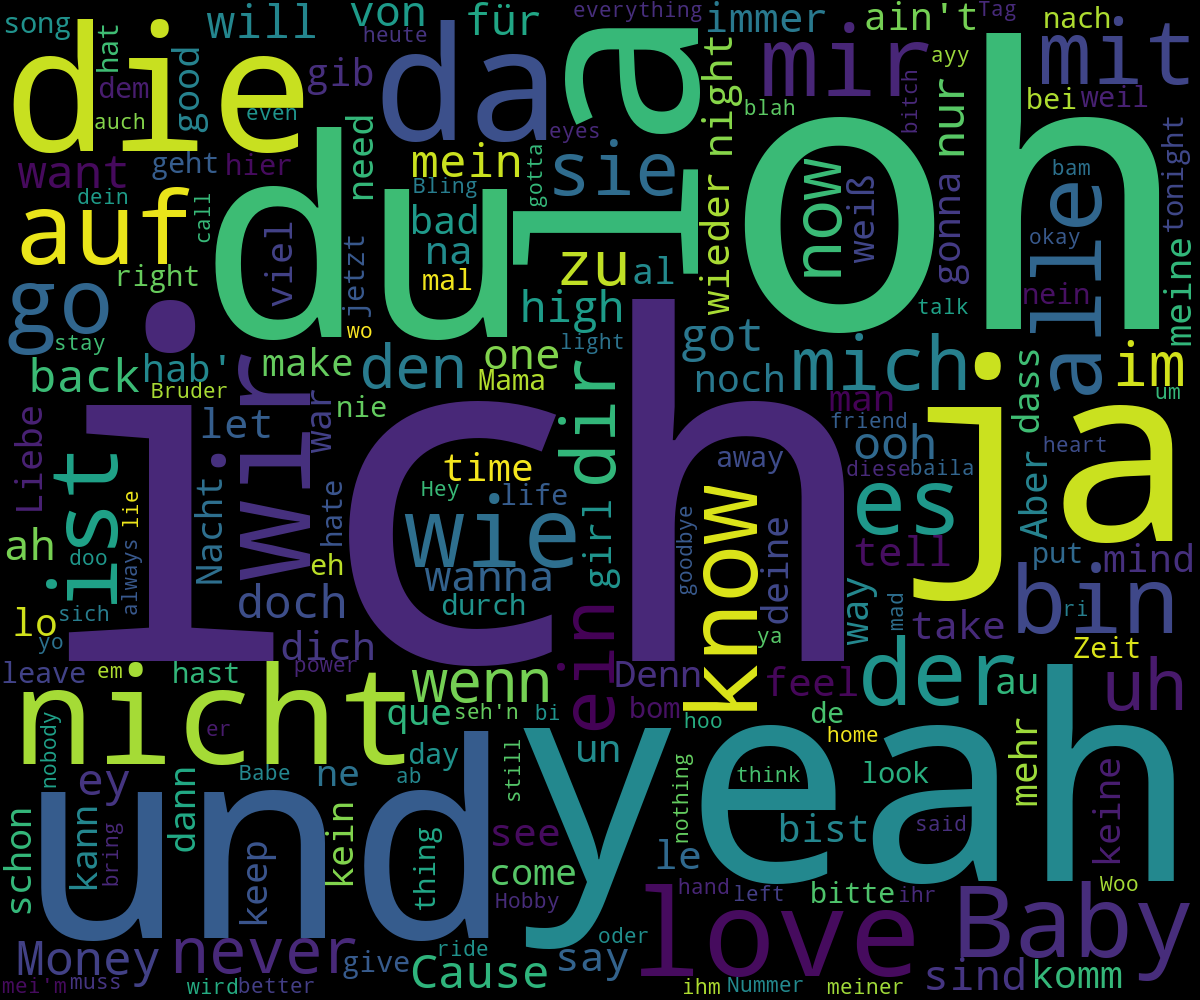 song
hat
will
von
heute
für
everything
immer
ain't
Tag
nach
die
dem
auch
good
even
gib
da
la
eyes
mir
night
blah
bitch
ayy
nur
mit
bei
weil
oh
want
geht
hier
need
mein
Bling
gotta
sie
now
weiß
gonna
bam
tonight
dein
auf
call
du
viel
jetzt
bad
na
mal
zu
al
wieder
okay
nein
alle
meine
right
go
stay
wo
high
light
got
talk
back
hab'
Bruder
make
den
one
Mama
noch
mich
man
ja
dass
im
um
Liebe
let
wir
war
nie
dir
friend
ooh
heart
ist
Nacht
hate
time
Hey
life
wie
away
diese
baila
es
Aber
ah
doo
lie
always
ich
eh
wanna
girl
goodbye
know
deine
tell
put
mind
lo
yo
sich
doch
durch
ya
way
mad
take
bin
ri
Zeit
leave
em
dich
power
hast
wenn
ein
Denn
feel
der
au
uh
nicht
er
que
seh'n
bi
bom
hoo
de
home
nobody
day
un
yeah
mehr
ey
dann
Babe
ne
ab
still
nothing
think
look
keine
schon
kann
bring
und
keep
kein
thing
see
come
Hobby
le
bist
said
hand
left
bitte
ihr
Woo
love
Baby
Money
never
give
ride
Cause
oder
say
sind
komm
mei'm
muss
wird
better
ihm
Nummer
meiner